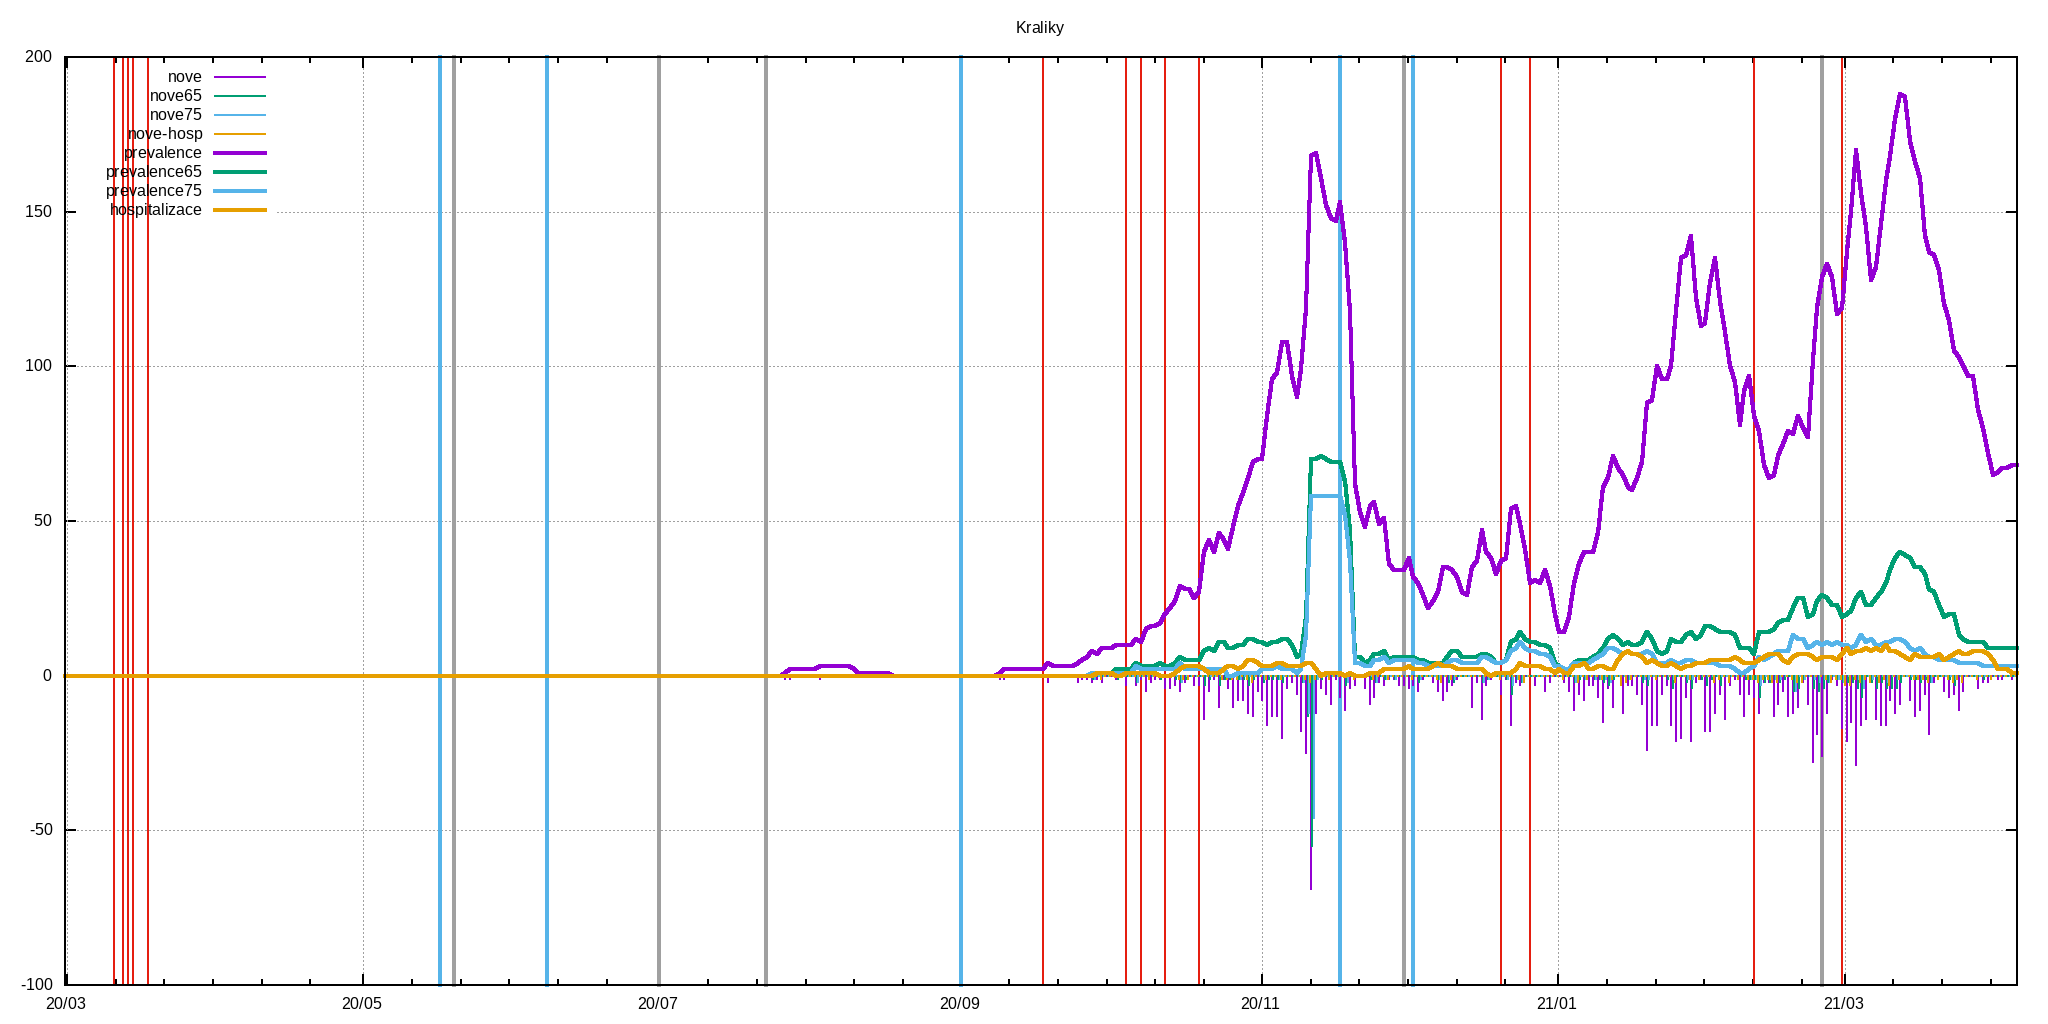 Kraliky
200
150
100
50
0
-50
-100
nove
nove65
nove75
nove-hosp
prevalence
prevalence65
prevalence75
hospitalizace
20/03 20/05 20/07 20/09 20/11 21/01 21/03